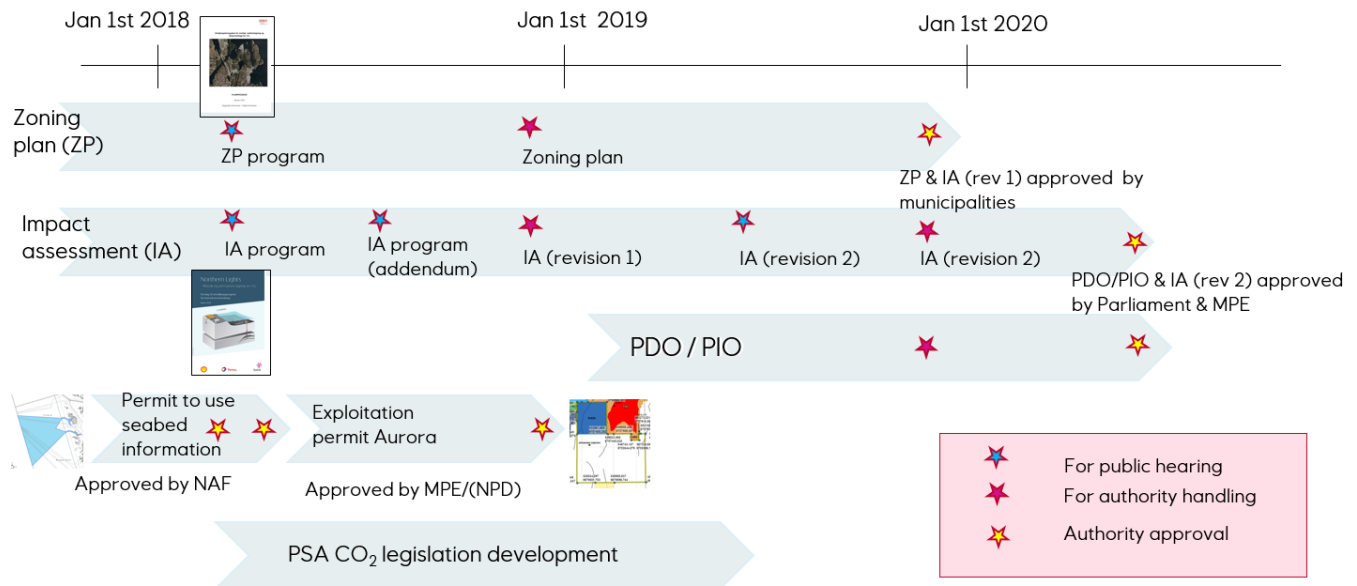 Jan 1st 2018
Jan 1st  2019
Jan 1st 2020
Zoning
plan (ZP)
ZP program
Zoning plan
ZP & IA (rev 1) approved  by
municipalities
Impact
assessment (IA)
IA program
IA program
(addendum)
IA (revision 1)
IA (revision 2)
IA (revision 2)
PDO/PIO & IA (rev 2) approved
by Parliament & MPE
Northern Lights
PDO / PIO
Permit to use
seabed
information
Approved by NAF
Exploitation
permit Aurora
Approved by MPE/(NPD)
PSA CO₂ legislation development
For public hearing
For authority handling
Authority approval